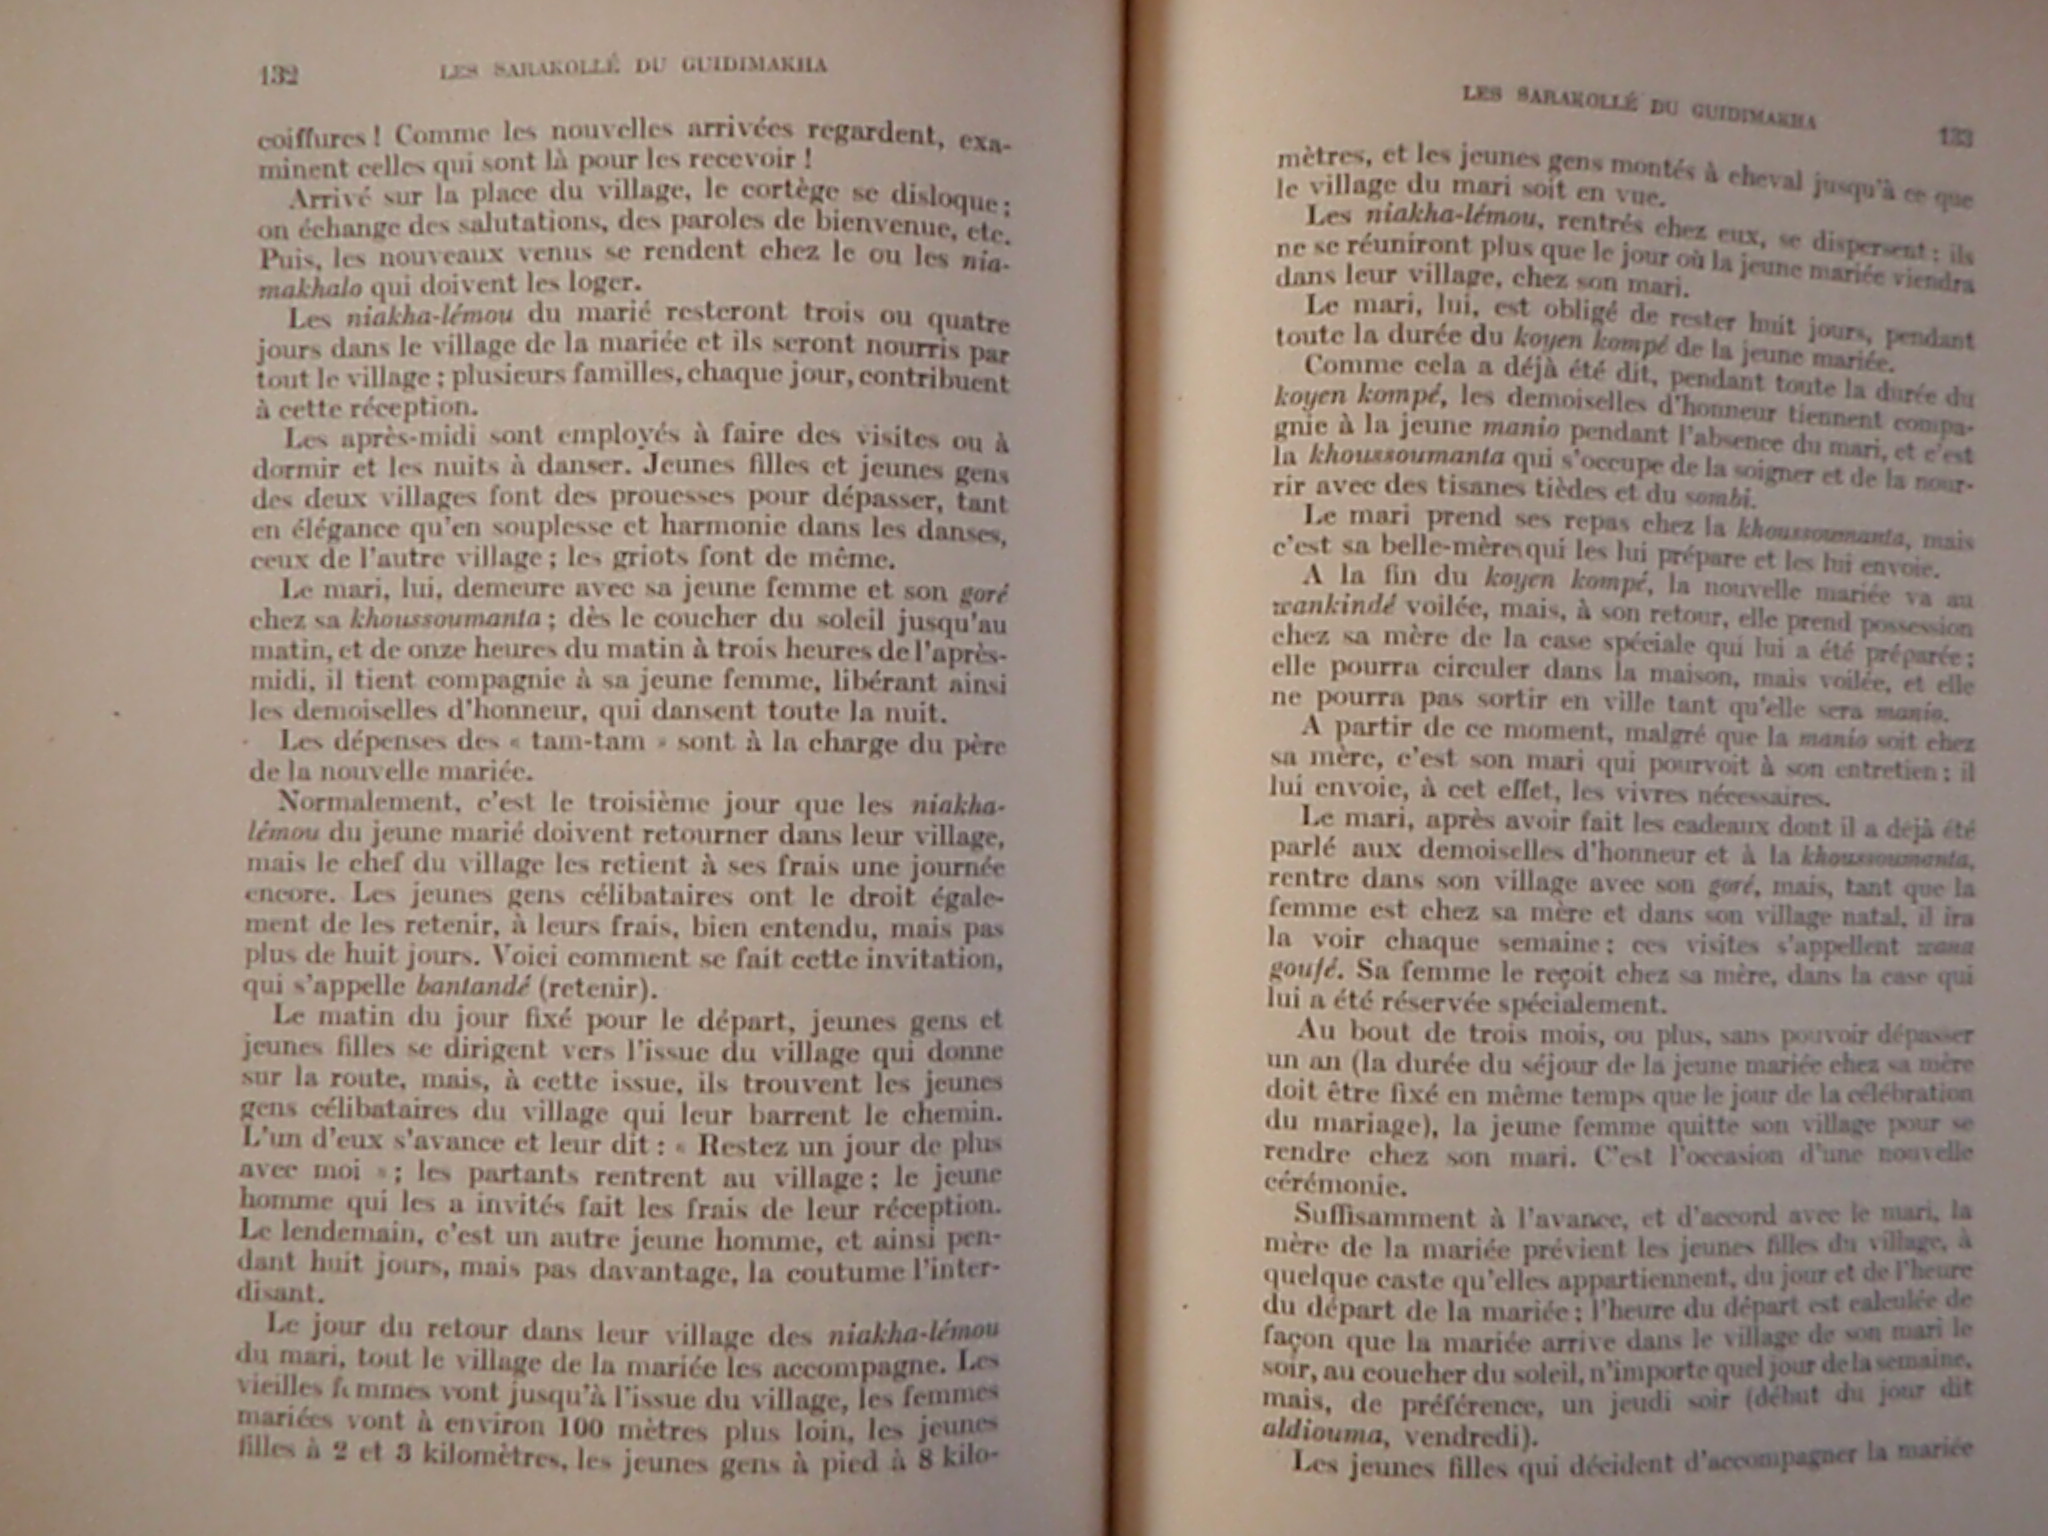 132
LES SARAKOLLÉ DU GUIDIMAKHA
coiffures ! Comme les nouvelles arrivées regardent, exa-
minent celles qui sont là pour les recevoir !
Arrivé sur la place du village, le cortège se disloque ;
on échange des salutations, des paroles de bienvenue, etc.
Puis, les nouveaux venus se rendent chez le ou les nia-
makhalo qui doivent les loger.
Les niakha-lémou du marié resteront trois ou quatre
jours dans le village de la mariée et ils seront nourris par
tout le village ; plusieurs familles, chaque jour, contribuent
à cette réception.
Les après-midi sont employés à faire des visites ou à
dormir et les nuits à danser. Jeunes filles et jeunes gens
des deux villages font des prouesses pour dépasser, tant
en élégance qu'en souplesse et harmonie dans les danses,
ceux de l'autre village ; les griots font de même.
Le mari, lui, demeure avec sa jeune femme et son goré
chez sa khoussoumanta ; dès le coucher du soleil jusqu'au
matin, et de onze heures du matin à trois heures de l'après-
midi, il tient compagnie à sa jeune femme, libérant ainsi
les demoiselles d'honneur, qui dansent toute la nuit.
Les dépenses des « tam-tam » sont à la charge du père
de la nouvelle mariée.
Normalement, c'est le troisième jour que les niakha-
lémou du jeune marié doivent retourner dans leur village,
mais le chef du village les retient à ses frais une journée
encore. Les jeunes gens célibataires ont le droit égale-
ment de les retenir, à leurs frais, bien entendu, mais pas
plus de huit jours. Voici comment se fait cette invitation,
qui s'appelle bantandé (retenir).
Le matin du jour fixé pour le départ, jeunes gens et
jeunes filles se dirigent vers l'issue du village qui donne
sur la route, mais, à cette issue, ils trouvent les jeunes
gens célibataires du village qui leur barrent le chemin.
L'un d'eux s'avance et leur dit : « Restez un jour de plus
avec moi » ; les partants rentrent au village ; le jeune
homme qui les a invités fait les frais de leur réception.
Le lendemain, c'est un autre jeune homme, et ainsi pen-
dant huit jours, mais pas davantage, la coutume l'inter-
disant.
Le jour du retour dans leur village des niakha-lémou
du mari, tout le village de la mariée les accompagne. Les
vieilles femmes vont jusqu'à l'issue du village, les femmes
mariées vont à environ 100 mètres plus loin, les jeunes
filles à 2 et 3 kilomètres, les jeunes gens à pied à 8 kilo-
LES SARAKOLLÉ DU GUIDIMAKHA
133
mètres, et les jeunes gens montés à cheval jusqu'à ce que
le village du mari soit en vue.
Les niakha-lémou, rentrés chez eux, se dispersent ; ils
ne se réuniront plus que le jour où la jeune mariée viendra
dans leur village, chez son mari.
Le mari, lui, est obligé de rester huit jours, pendant
toute la durée du koyen kompé de la jeune mariée.
Comme cela a déjà été dit, pendant toute la durée du
koyen kompé, les demoiselles d'honneur tiennent compa-
gnie à la jeune manio pendant l'absence du mari, et c'est
la khoussoumanta qui s'occupe de la soigner et de la nour-
rir avec des tisanes tièdes et du sombi.
Le mari prend ses repas chez la khoussoumanta, mais
c'est sa belle-mère qui les lui prépare et les lui envoie.
A la fin du koyen kompé, la nouvelle mariée va au
wankindé voilée, mais, à son retour, elle prend possession
chez sa mère de la case spéciale qui lui a été préparée ;
elle pourra circuler dans la maison, mais voilée, et elle
ne pourra pas sortir en ville tant qu'elle sera manio.
A partir de ce moment, malgré que la manio soit chez
sa mère, c'est son mari qui pourvoit à son entretien ; il
lui envoie, à cet effet, les vivres nécessaires.
Le mari, après avoir fait les cadeaux dont il a déjà été
parlé aux demoiselles d'honneur et à la khoussoumanta,
rentre dans son village avec son goré, mais, tant que la
femme est chez sa mère et dans son village natal, il ira
la voir chaque semaine ; ces visites s'appellent wana
goufé. Sa femme le reçoit chez sa mère, dans la case qui
lui a été réservée spécialement.
Au bout de trois mois, ou plus, sans pouvoir dépasser
un an (la durée du séjour de la jeune mariée chez sa mère
doit être fixé en même temps que le jour de la célébration
du mariage), la jeune femme quitte son village pour se
rendre chez son mari. C'est l'occasion d'une nouvelle
cérémonie.
Suffisamment à l'avance, et d'accord avec le mari, la
mère de la mariée prévient les jeunes filles du village, à
quelque caste qu'elles appartiennent, du jour et de l'heure
du départ de la mariée ; l'heure du départ est calculée de
façon que la mariée arrive dans le village de son mari le
soir, au coucher du soleil, n'importe quel jour de la semaine,
mais, de préférence, un jeudi soir (début du jour dit
aldiouma, vendredi).
Les jeunes filles qui décident d'accompagner la mariée